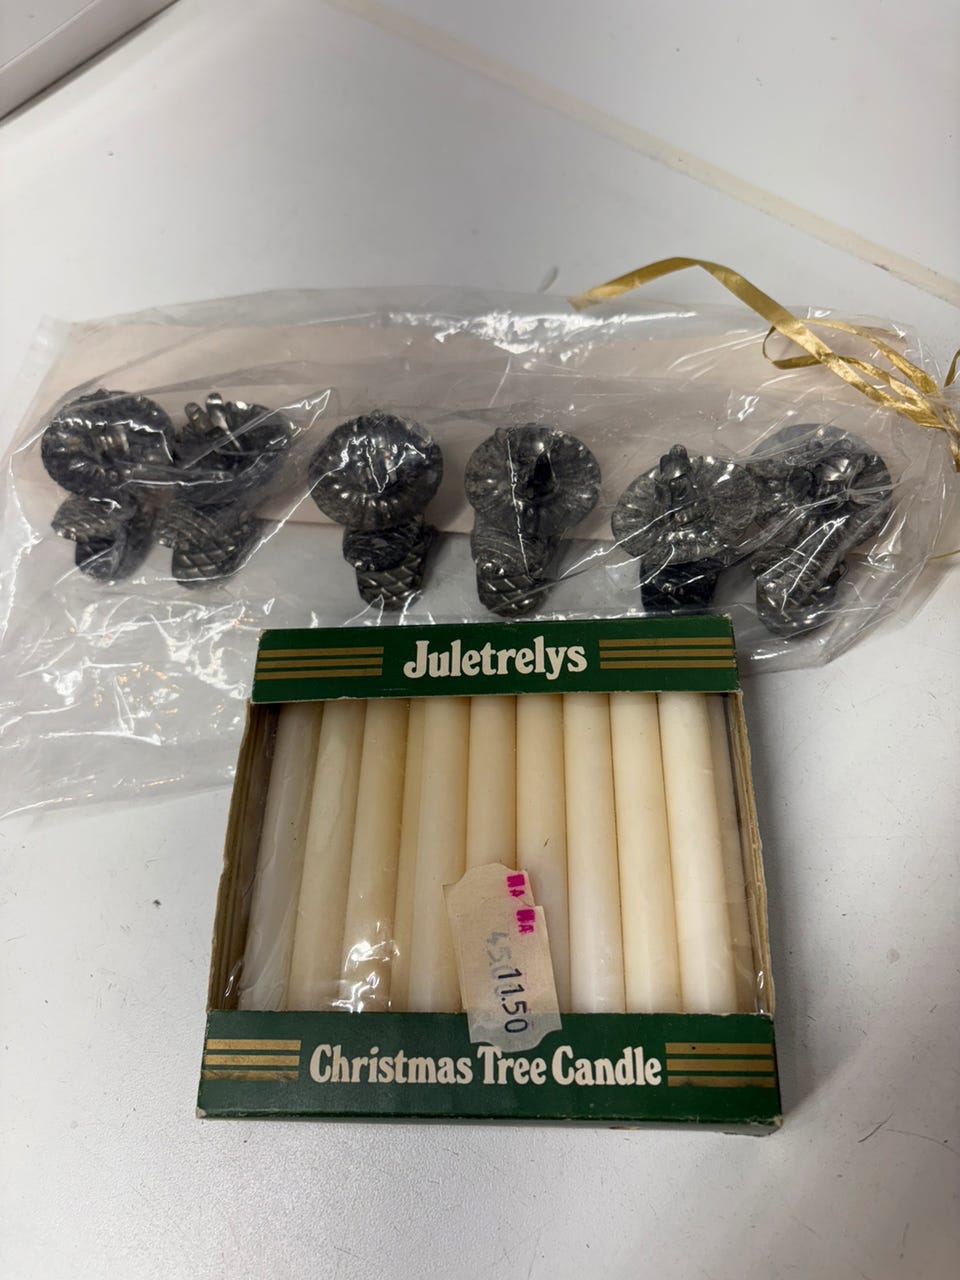 Juletrelys
11.50
Christmas Tree Candle